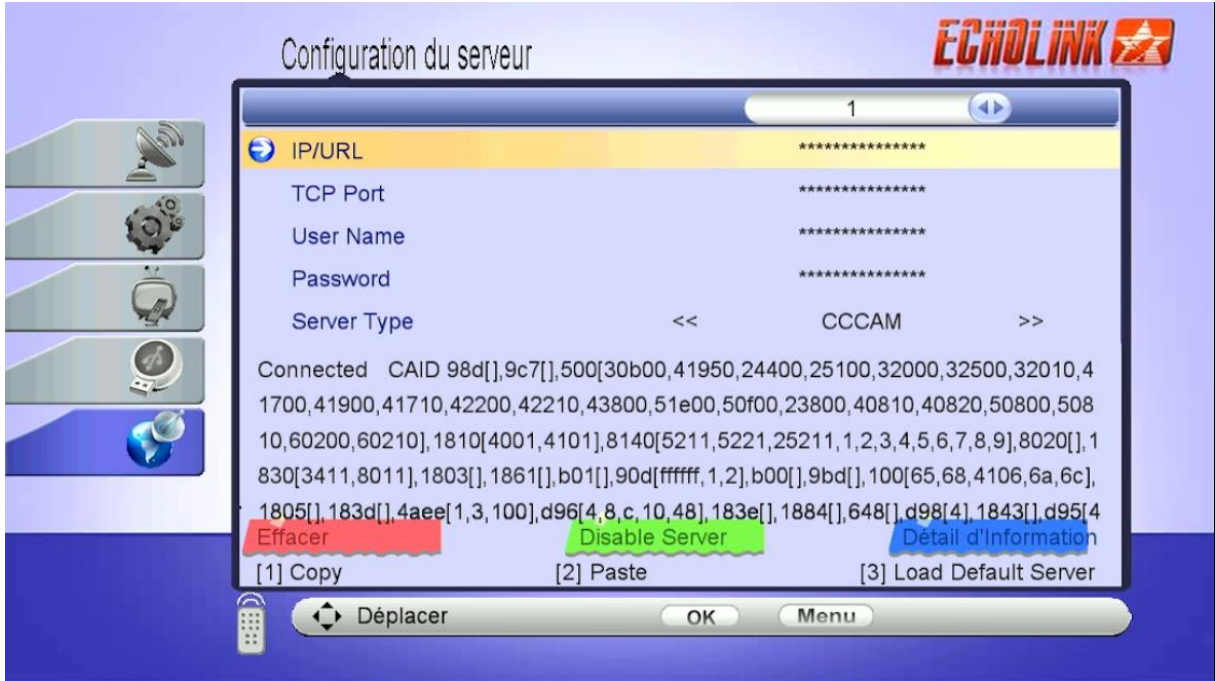 Configuration du serveur
ECHOLINK
1
IP/URL ***************
TCP Port ***************
User Name ***************
Password ***************
Server Type << CCCAM >>
Connected CAID 98d[],9c7[],500[30b00,41950,24400,25100,32000,32500,32010,4
1700,41900,41710,42200,42210,43800,51e00,50f00,23800,40810,40820,50800,508
10,60200,60210],1810[4001,4101],8140[5211,5221,25211,1,2,3,4,5,6,7,8,9],8020[],1
830[3411,8011],1803[],1861[],b01[],90d[ffffff,1,2],b00[],9bd[],100[65,68,4106,6a,6c],
1805[],183d[],4aee[1,3,100],d96[4,8,c,10,48],183e[],1884[],648[],d98[4],1843[],d95[4
Effacer Disable Server Détail d'Information
[1] Copy [2] Paste [3] Load Default Server
Déplacer OK Menu